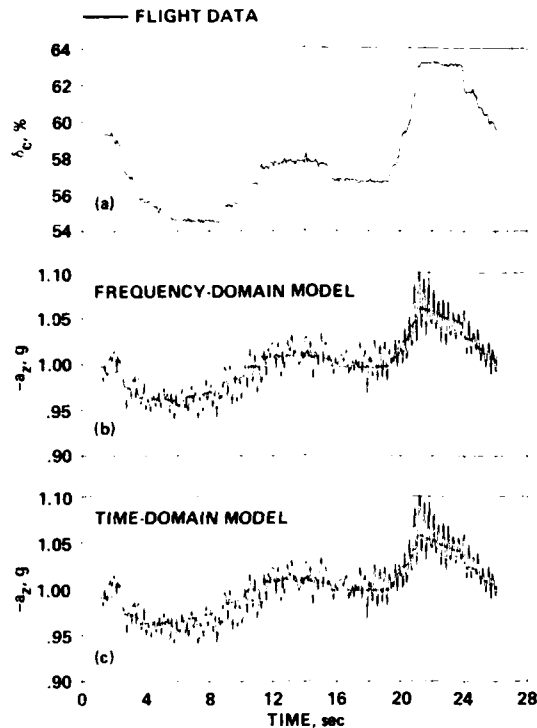 FLIGHT DATA
64
62
60
58
56
54
δc, %
(a)
1.10
1.05
1.00
.95
.90
-az, g
FREQUENCY-DOMAIN MODEL
(b)
1.10
1.05
1.00
.95
.90
-az, g
TIME-DOMAIN MODEL
(c)
0 4 8 12 16 20 24 28
TIME, sec